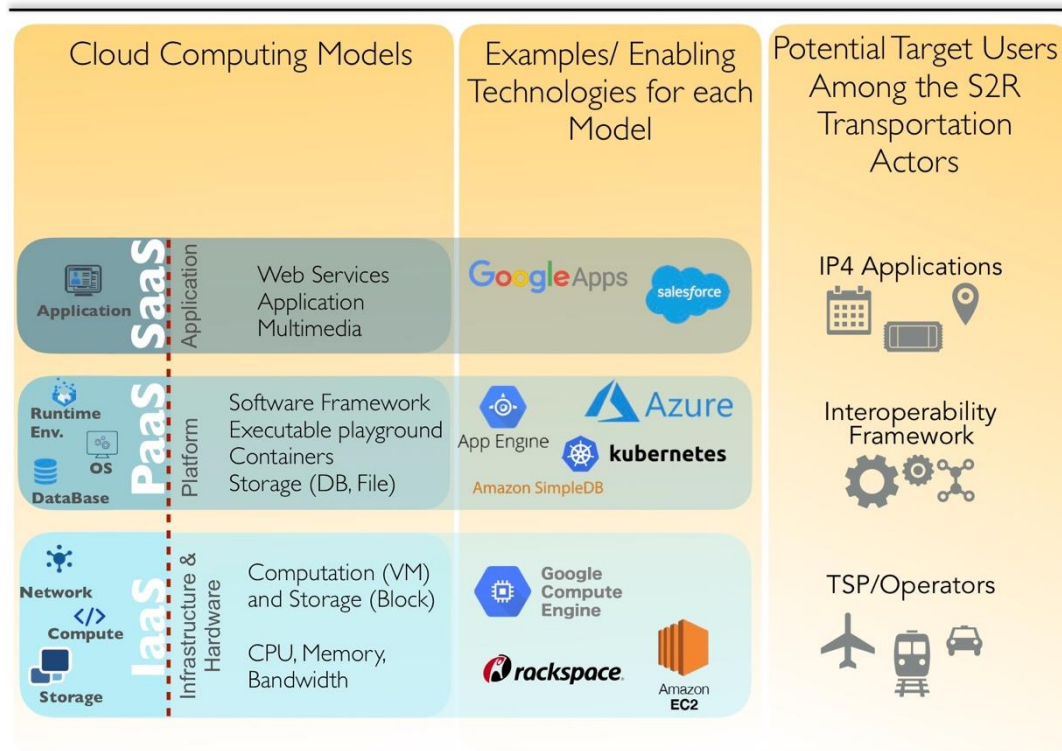 Cloud Computing Models
Examples/ Enabling
Technologies for each
Model
Potential Target Users
Among the S2R
Transportation
Actors
Application
SaaS
Application
Web Services
Application
Multimedia
Google Apps
salesforce
IP4 Applications
Runtime
Env.
OS
DataBase
PaaS
Platform
Software Framework
Executable playground
Containers
Storage (DB, File)
App Engine
Azure
kubernetes
Amazon SimpleDB
Interoperability
Framework
Network
</>
Compute
Storage
IaaS
Infrastructure &
Hardware
Computation (VM)
and Storage (Block)
CPU, Memory,
Bandwidth
Google
Compute
Engine
rackspace.
Amazon
EC2
TSP/Operators